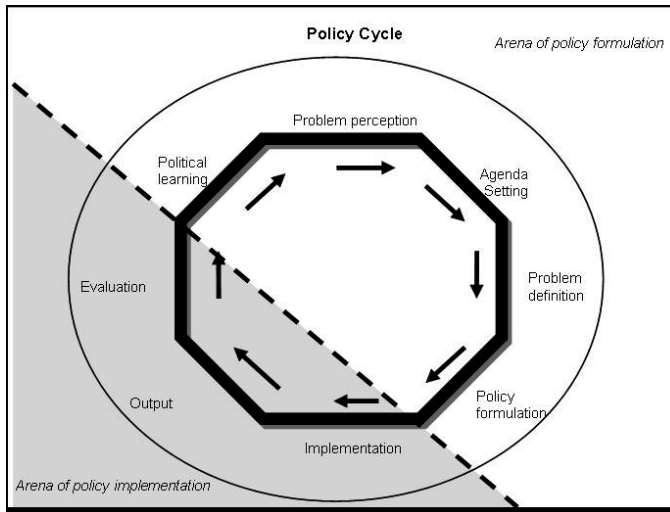 Policy Cycle
Arena of policy formulation
Problem perception
Political
learning
Agenda
Setting
Evaluation
Problem
definition
Output
Policy
formulation
Implementation
Arena of policy implementation